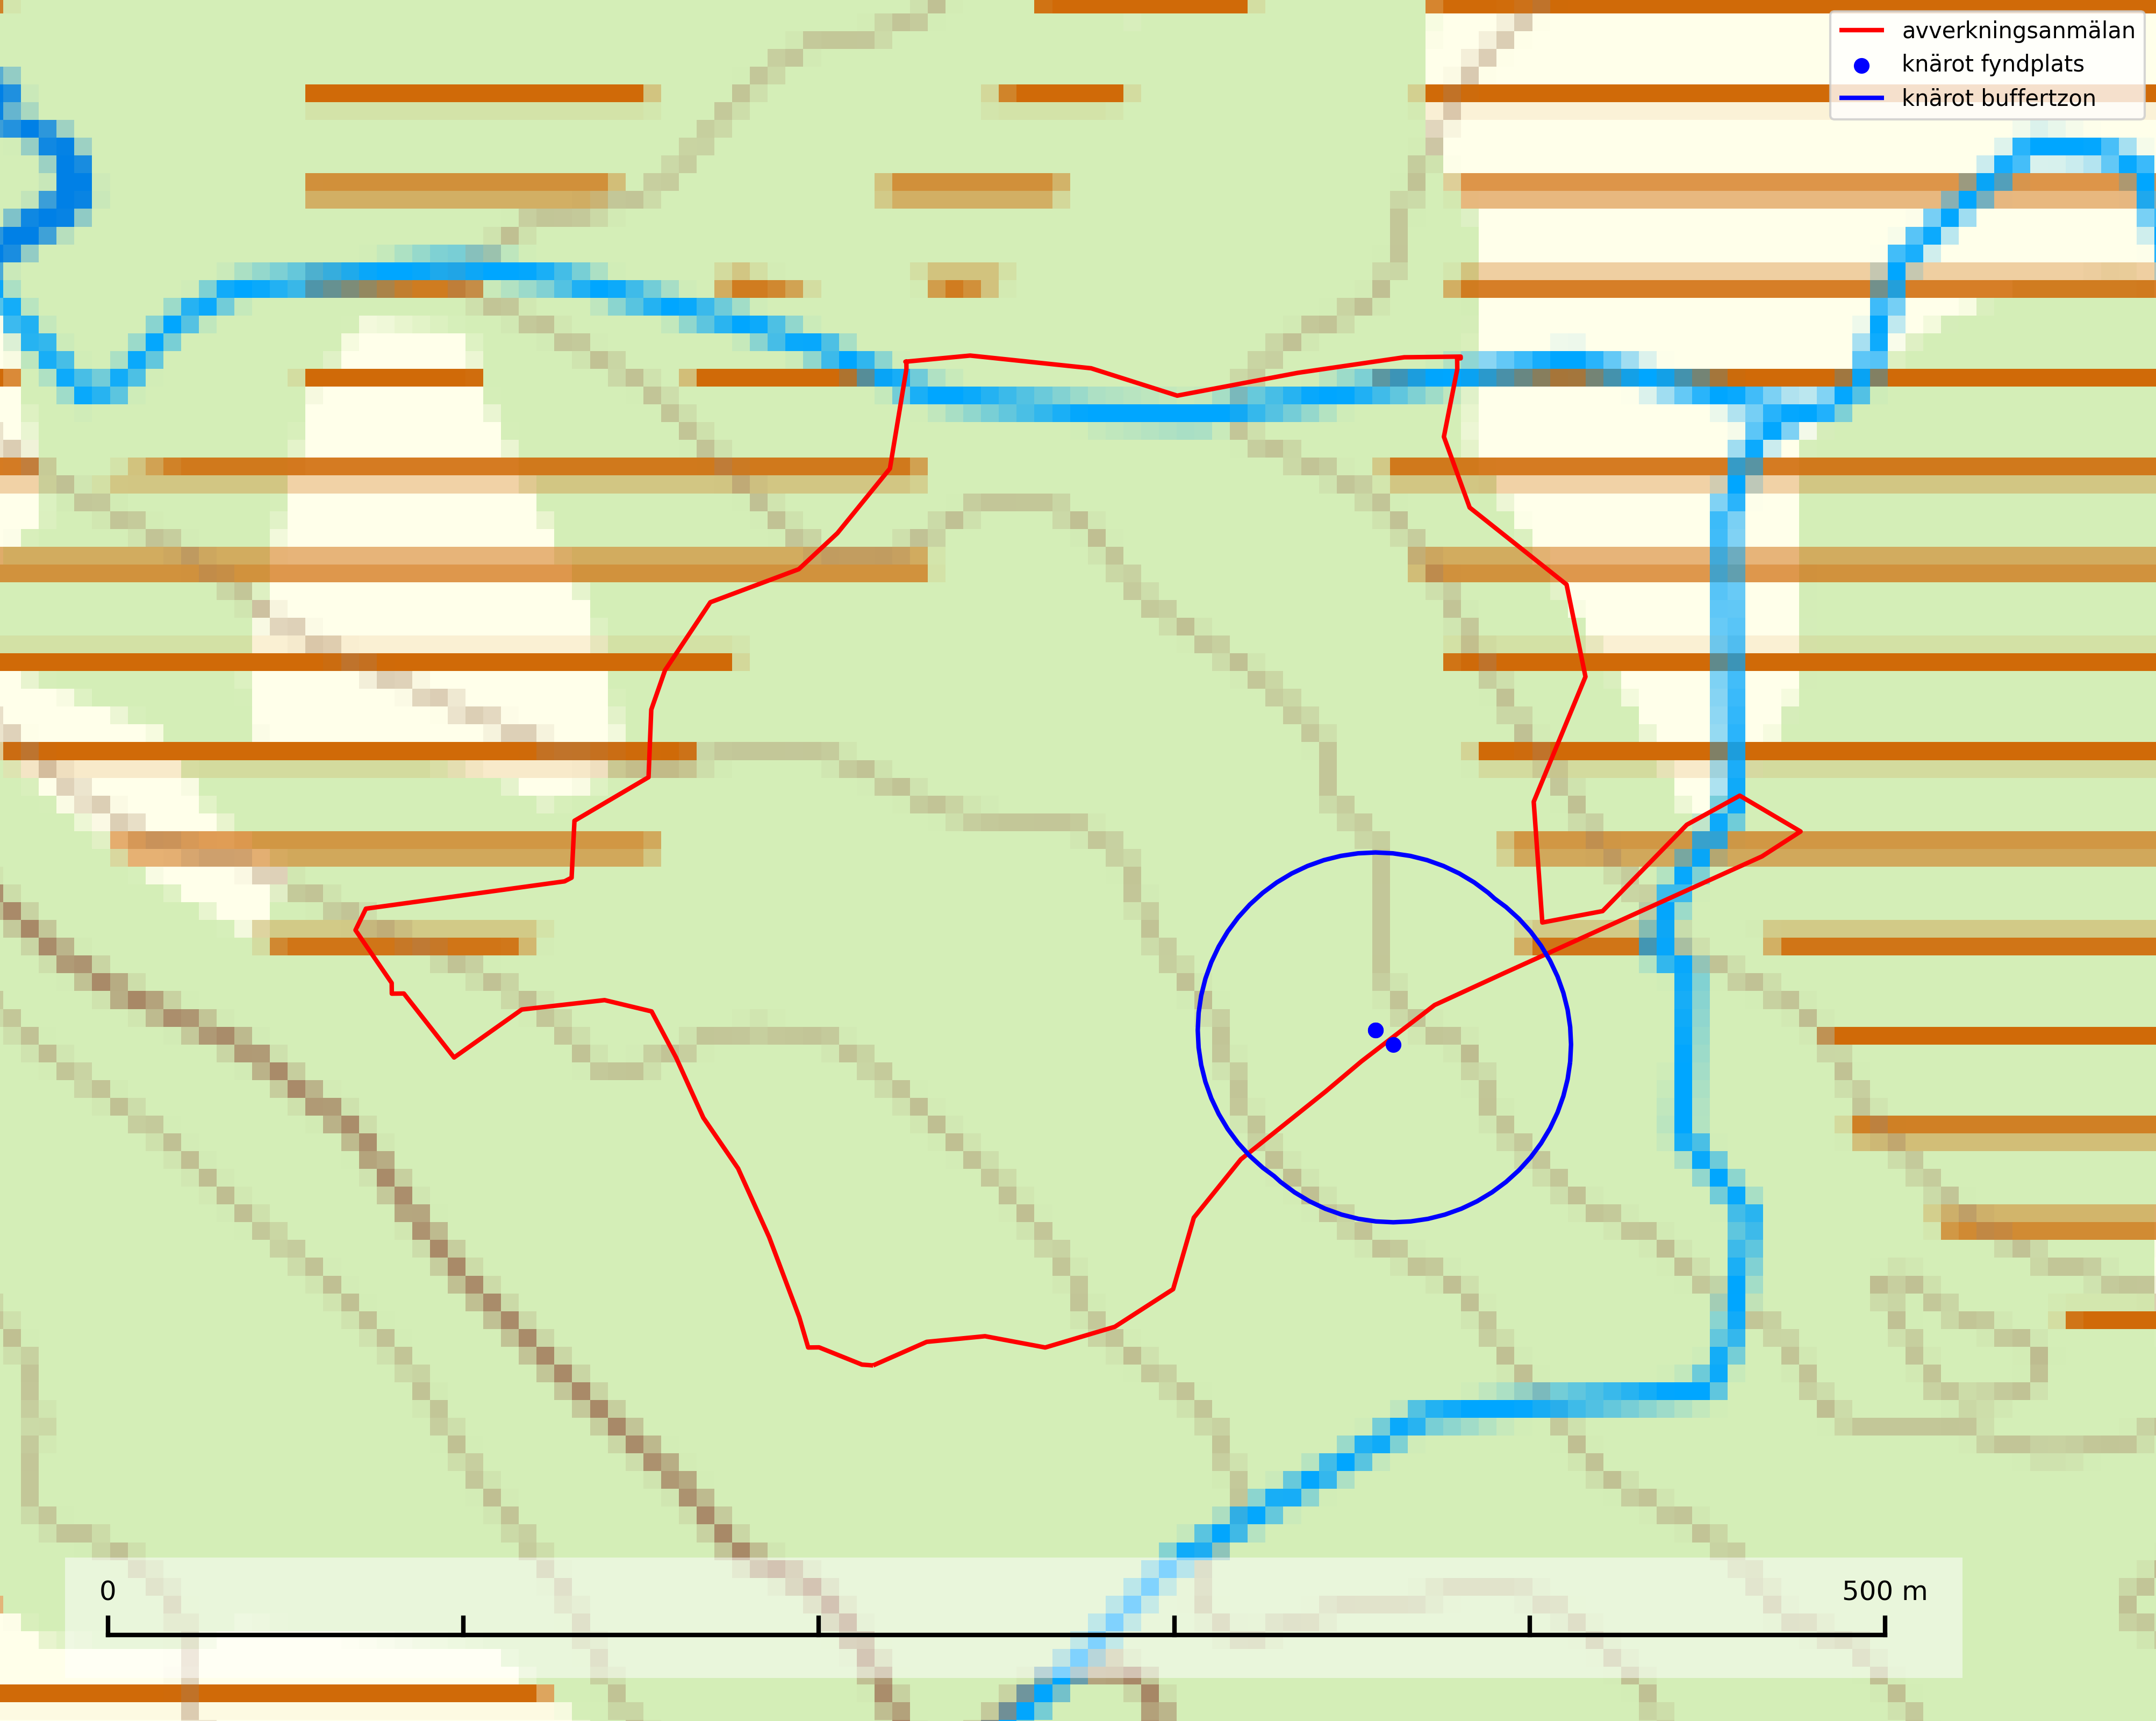 avverkningsanmälan
knärot fyndplats
knärot buffertzon
0
500 m